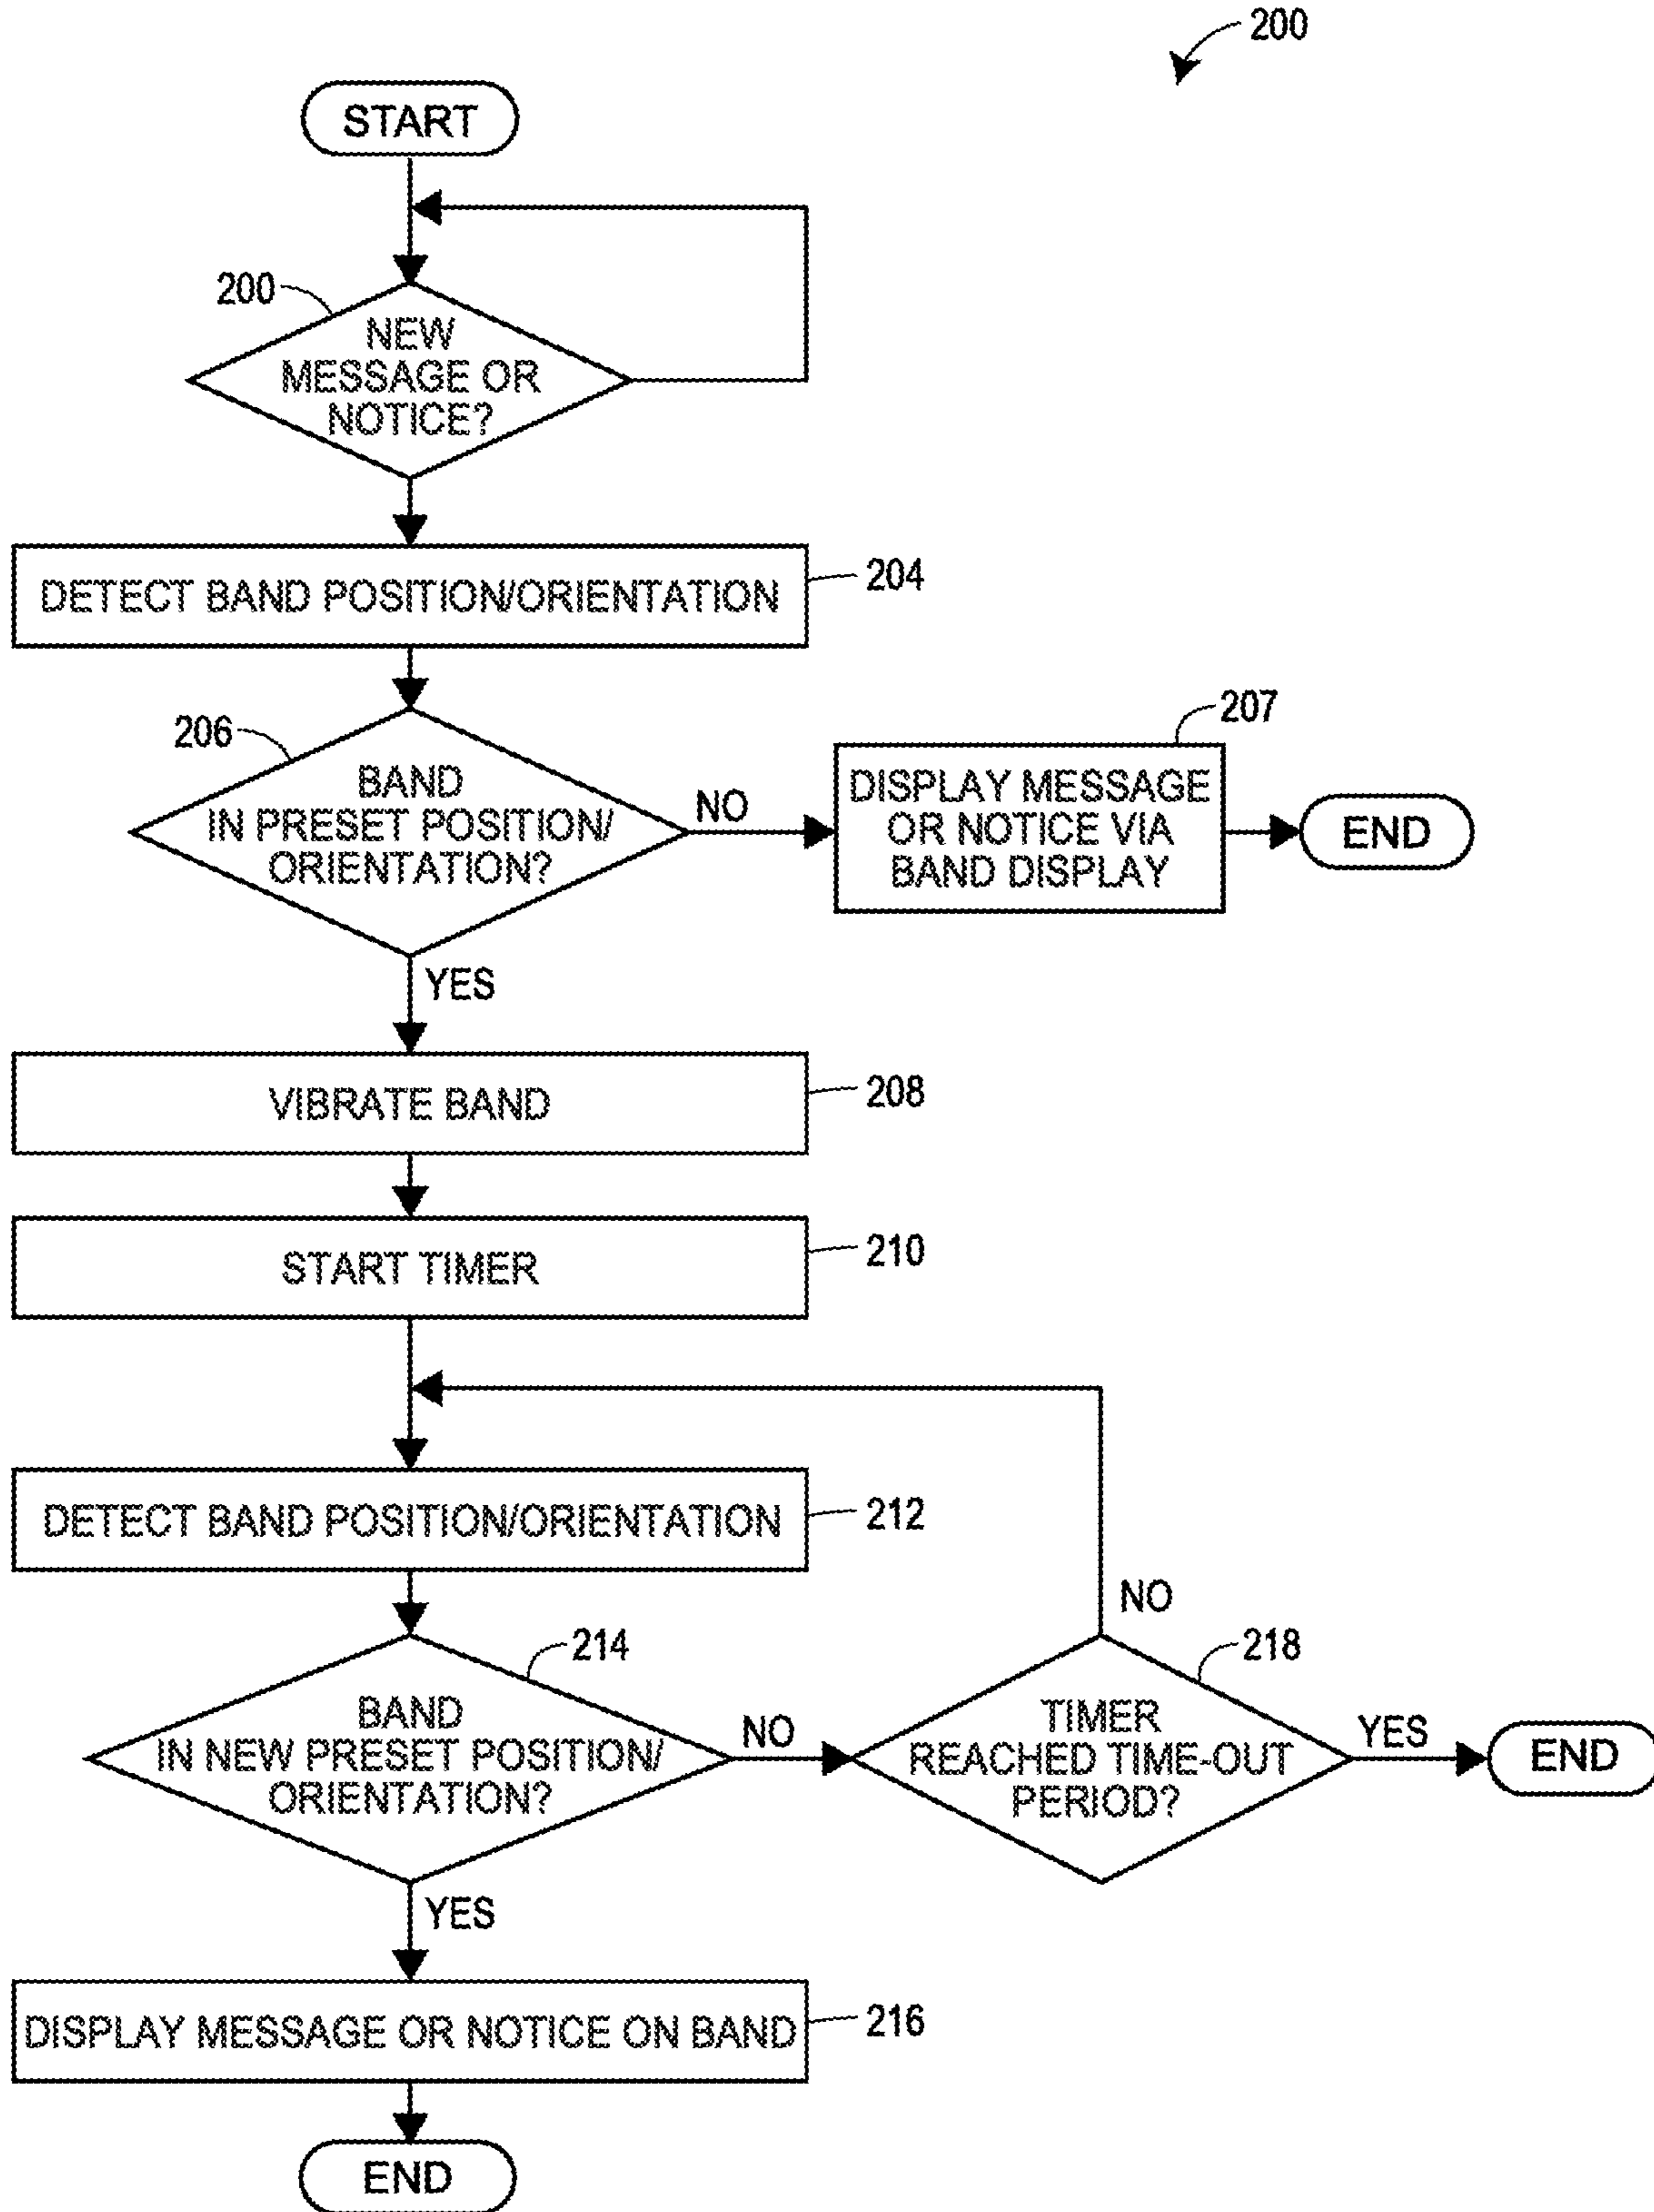 200
START
200
NEW
MESSAGE OR
NOTICE?
DETECT BAND POSITION/ORIENTATION
204
206
BAND
IN PRESET POSITION/
ORIENTATION?
NO
207
DISPLAY MESSAGE
OR NOTICE VIA
BAND DISPLAY
END
YES
VIBRATE BAND
208
START TIMER
210
DETECT BAND POSITION/ORIENTATION
212
NO
214
BAND
IN NEW PRESET POSITION/
ORIENTATION?
NO
218
TIMER
REACHED TIME-OUT
PERIOD?
YES
END
YES
DISPLAY MESSAGE OR NOTICE ON BAND
216
END